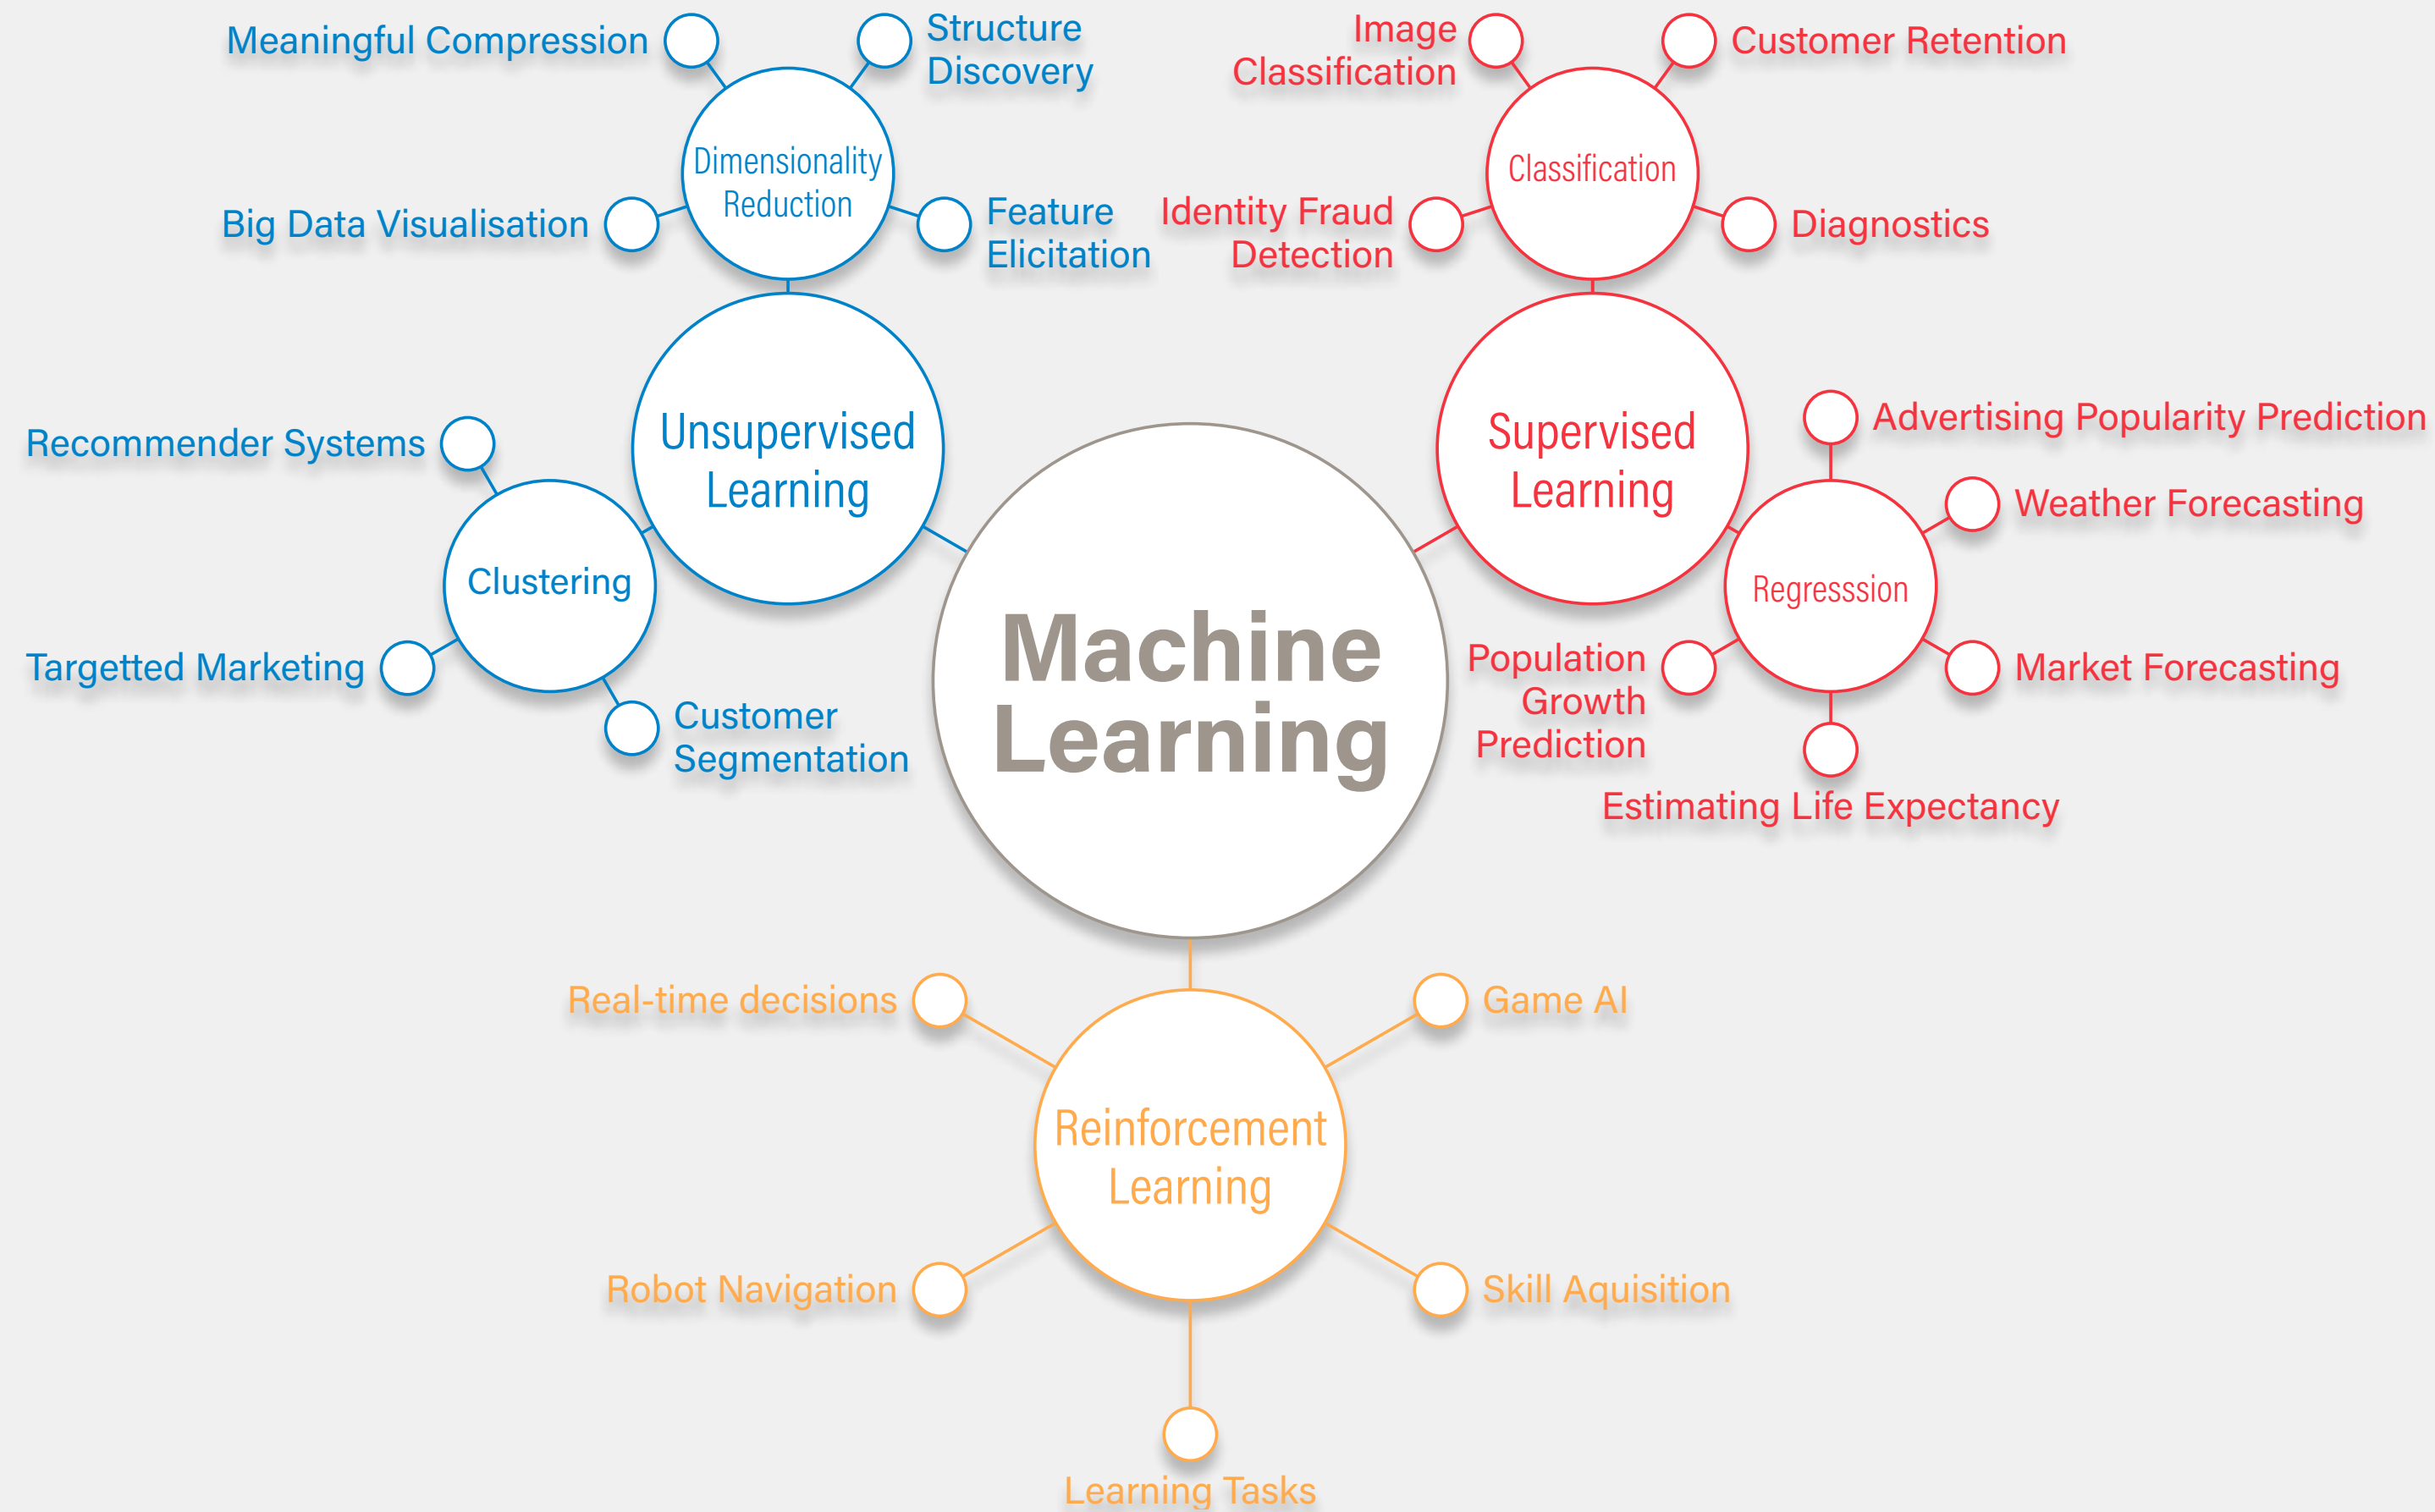 Meaningful Compression
Structure
Discovery
Dimensionality
Reduction
Big Data Visualisation
Feature
Elicitation
Image
Classification
Customer Retention
Classification
Identity Fraud
Detection
Diagnostics
Unsupervised
Learning
Recommender Systems
Clustering
Targetted Marketing
Customer
Segmentation
Machine
Learning
Supervised
Learning
Advertising Popularity Prediction
Weather Forecasting
Regresssion
Population
Growth
Prediction
Market Forecasting
Estimating Life Expectancy
Real-time decisions
Game AI
Reinforcement
Learning
Robot Navigation
Skill Aquisition
Learning Tasks